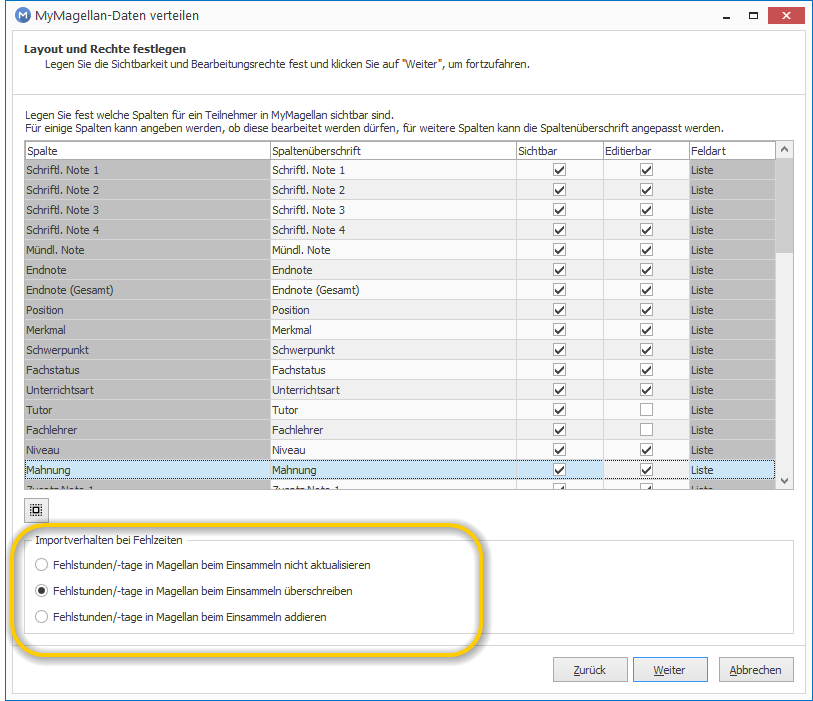 MyMagellan-Daten verteilen
Layout und Rechte festlegen
Legen Sie die Sichtbarkeit und Bearbeitungsrechte fest und klicken Sie auf "Weiter", um fortzufahren.
Legen Sie fest welche Spalten für ein Teilnehmer in MyMagellan sichtbar sind.
Für einige Spalten kann angeben werden, ob diese bearbeitet werden dürfen, für weitere Spalten kann die Spaltenüberschrift angepasst werden.
Spalte Spaltenüberschrift Sichtbar Editierbar Feldart
Schriftl. Note 1 Schriftl. Note 1 Liste
Schriftl. Note 2 Schriftl. Note 2 Liste
Schriftl. Note 3 Schriftl. Note 3 Liste
Schriftl. Note 4 Schriftl. Note 4 Liste
Mündl. Note Mündl. Note Liste
Endnote Endnote Liste
Endnote (Gesamt) Endnote (Gesamt) Liste
Position Position Liste
Merkmal Merkmal Liste
Schwerpunkt Schwerpunkt Liste
Fachstatus Fachstatus Liste
Unterrichtsart Unterrichtsart Liste
Tutor Tutor Liste
Fachlehrer Fachlehrer Liste
Niveau Niveau Liste
Mahnung Mahnung Liste
Importverhalten bei Fehlzeiten
Fehlstunden/-tage in Magellan beim Einsammeln nicht aktualisieren
Fehlstunden/-tage in Magellan beim Einsammeln überschreiben
Fehlstunden/-tage in Magellan beim Einsammeln addieren
Zurück Weiter Abbrechen